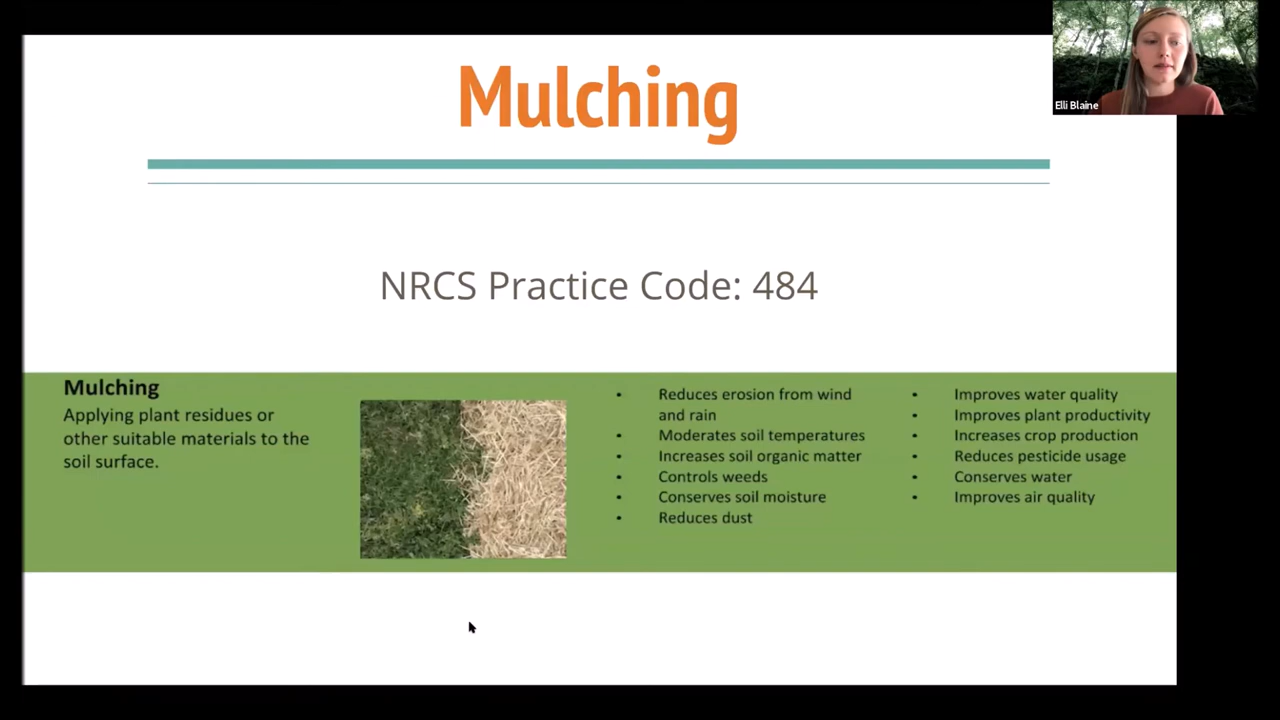 Mulching
Elli Blaine
NRCS Practice Code: 484
Mulching
Applying plant residues or
other suitable materials to the
soil surface.
• Reduces erosion from wind
and rain
• Moderates soil temperatures
• Increases soil organic matter
• Controls weeds
• Conserves soil moisture
• Reduces dust
• Improves water quality
• Improves plant productivity
• Increases crop production
• Reduces pesticide usage
• Conserves water
• Improves air quality